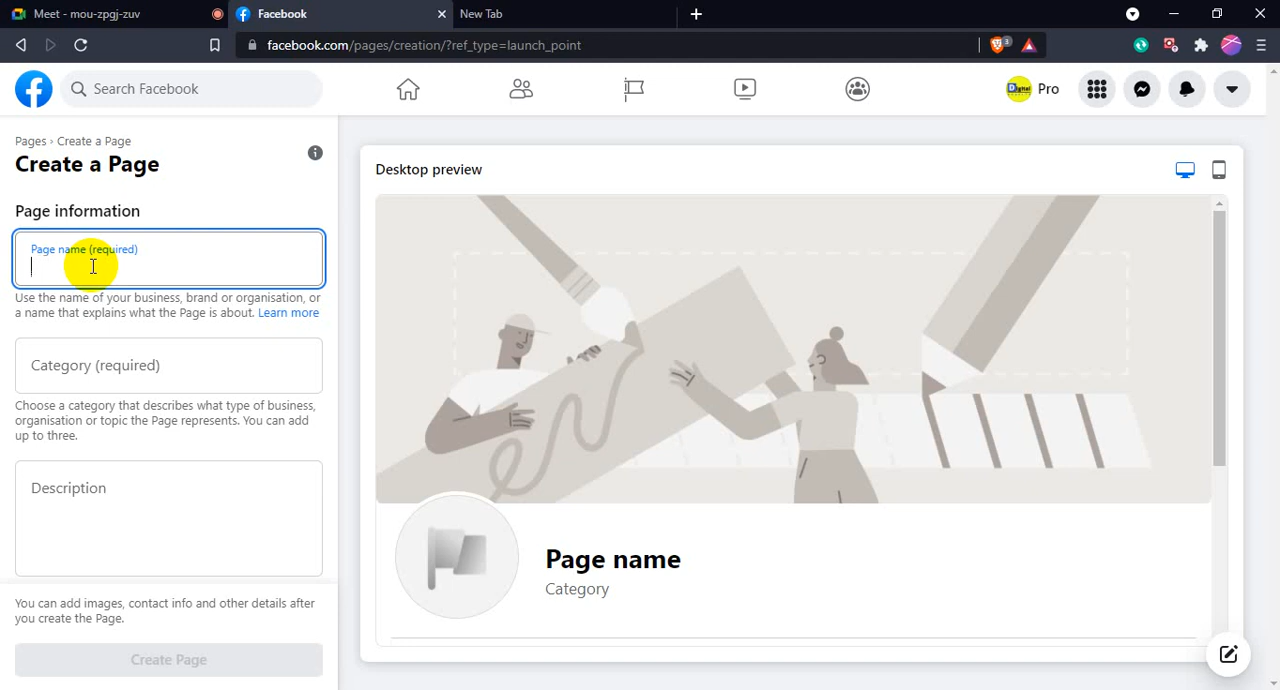 Meet - mou-zpgj-zuv
Facebook
New Tab
facebook.com/pages/creation/?ref_type=launch_point
3
Search Facebook
Digital
Pro
Pages › Create a Page
Create a Page
Page information
Page name (required)
Use the name of your business, brand or organisation, or
a name that explains what the Page is about. Learn more
Category (required)
Choose a category that describes what type of business,
organisation or topic the Page represents. You can add
up to three.
Description
You can add images, contact info and other details after
you create the Page.
Create Page
Desktop preview
Page name
Category